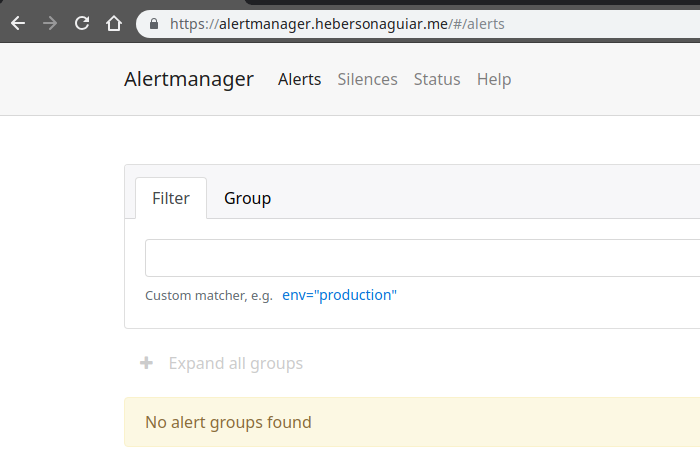 https://alertmanager.hebersonaguiar.me/#/alerts
Alertmanager Alerts Silences Status Help
Filter Group
Custom matcher, e.g. env="production"
Expand all groups
No alert groups found